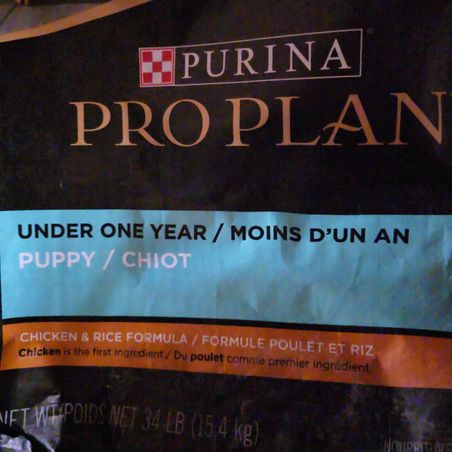 PURINA
PRO PLAN
UNDER ONE YEAR / MOINS D'UN AN
PUPPY / CHIOT
CHICKEN & RICE FORMULA / FORMULE POULET ET RIZ
Chicken is the first ingredient / Du poulet comme premier ingrédient
NET WT/POIDS NET 34 LB (15.4 kg)